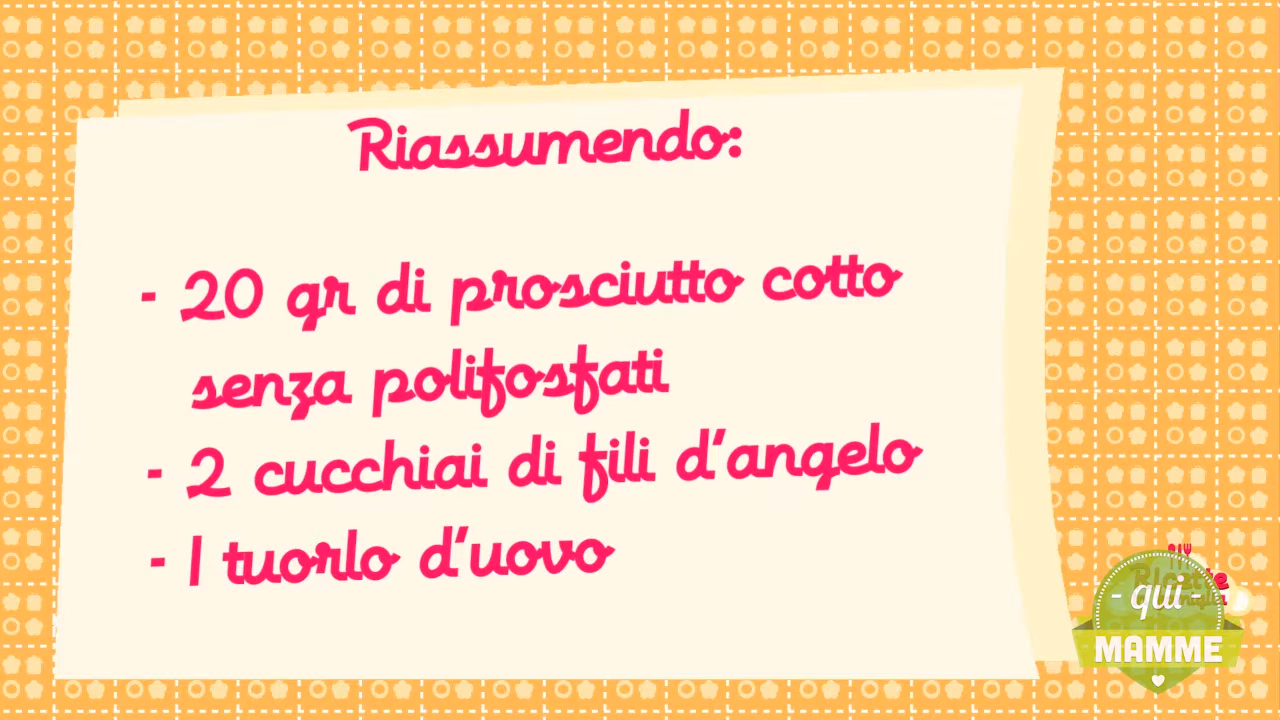 Riassumendo:
- 20 gr di prosciutto cotto
senza polifosfati
- 2 cucchiai di fili d'angelo
- 1 tuorlo d'uovo
- qui -
MAMME